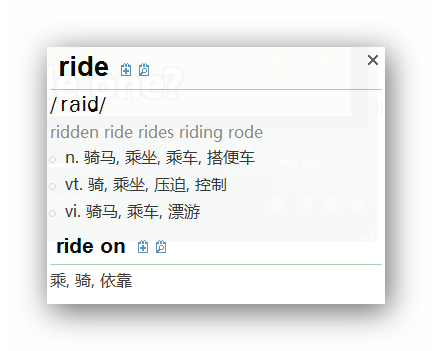 ride
/raid/
ridden ride rides riding rode
n. 骑马, 乘坐, 乘车, 搭便车
vt. 骑, 乘坐, 压迫, 控制
vi. 骑马, 乘车, 漂游
ride on
乘, 骑, 依靠